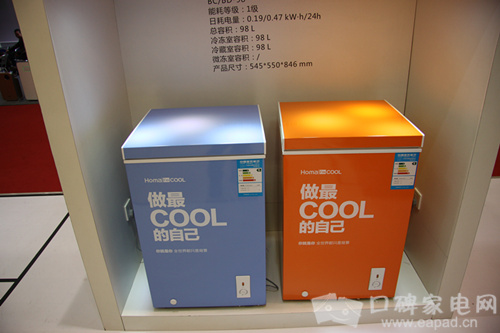 能耗等级：1级
日耗电量：0.19/0.47 kW·h/24h
总容积：98 L
冷冻室容积：98 L
冷藏室容积：98 L
微冻室容积：/
产品尺寸：545*550*846 mm
Homa COOL
做最
COOL
的自己
Homa COOL
做最
COOL
的自己
口碑家电网
www.eapad.cn